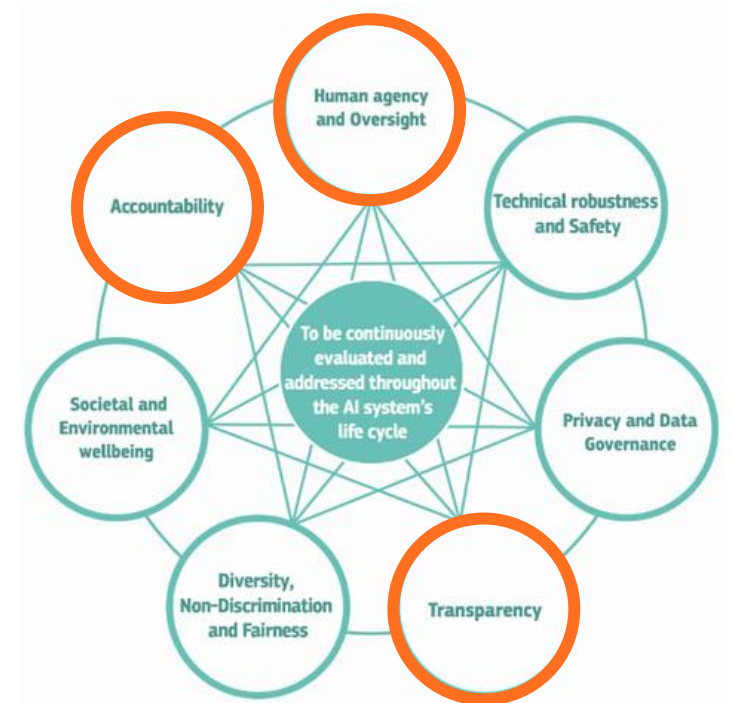 Human agency
and Oversight
Technical robustness
and Safety
Privacy and Data
Governance
Transparency
Diversity,
Non-Discrimination
and Fairness
Societal and
Environmental
wellbeing
Accountability
To be continuously
evaluated and
addressed throughout
the AI system's
life cycle